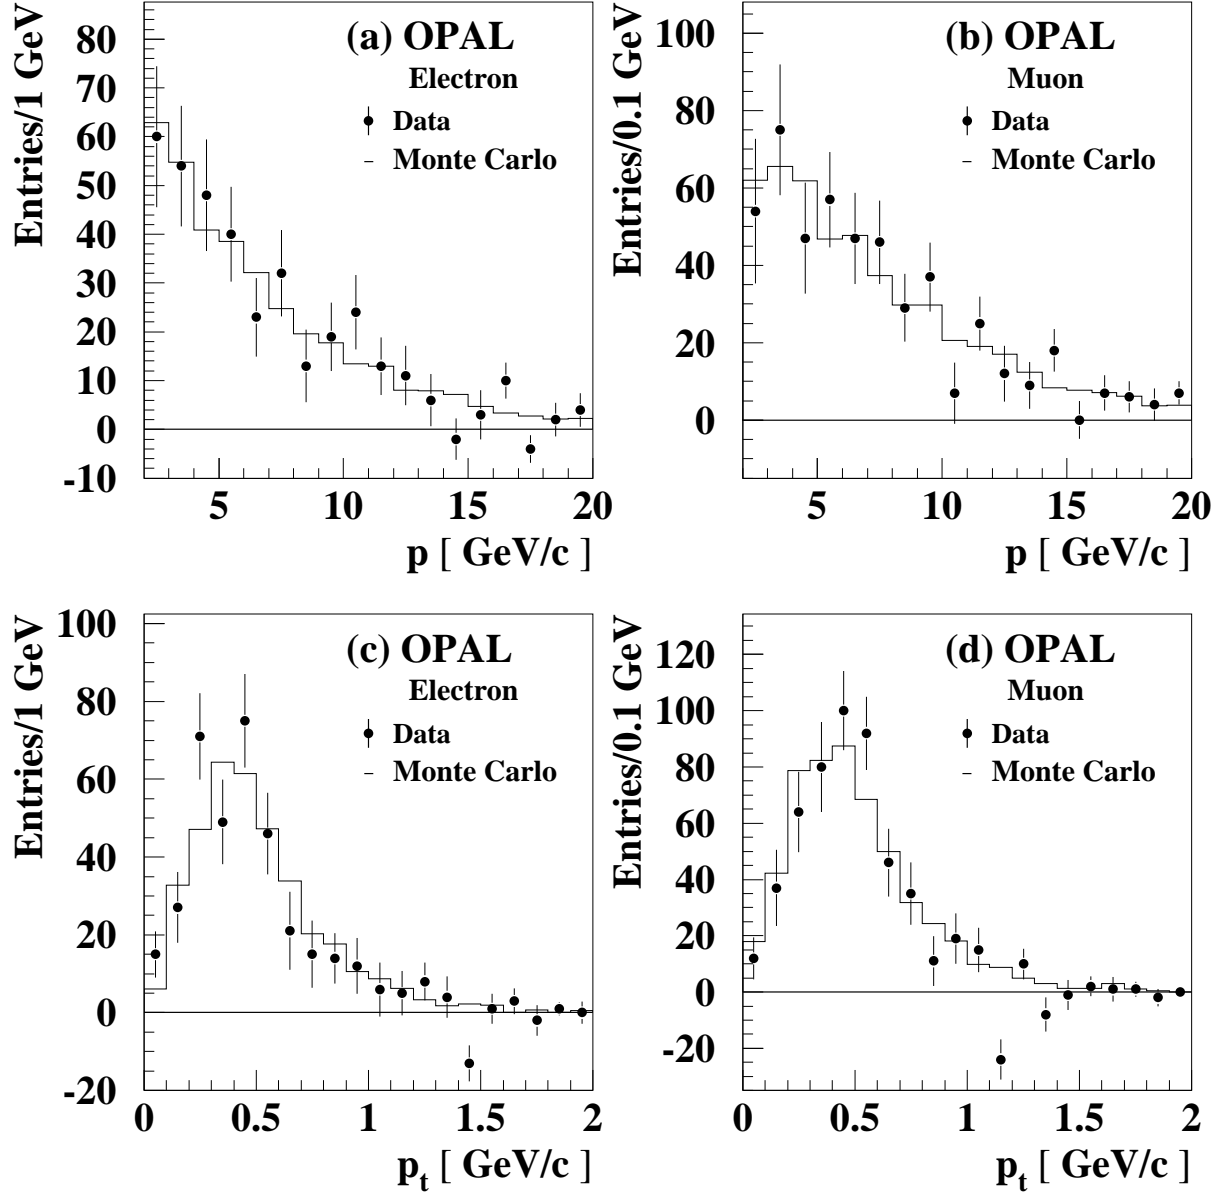 (a) OPAL
Electron
Data
Monte Carlo
Entries/1 GeV
80
70
60
50
40
30
20
10
0
-10
5 10 15 20
p [ GeV/c ]
(b) OPAL
Muon
Data
Monte Carlo
Entries/0.1 GeV
100
80
60
40
20
0
5 10 15 20
p [ GeV/c ]
(c) OPAL
Electron
Data
Monte Carlo
Entries/1 GeV
100
80
60
40
20
0
-20
0 0.5 1 1.5 2
pt [ GeV/c ]
(d) OPAL
Muon
Data
Monte Carlo
Entries/0.1 GeV
120
100
80
60
40
20
0
-20
0 0.5 1 1.5 2
pt [ GeV/c ]